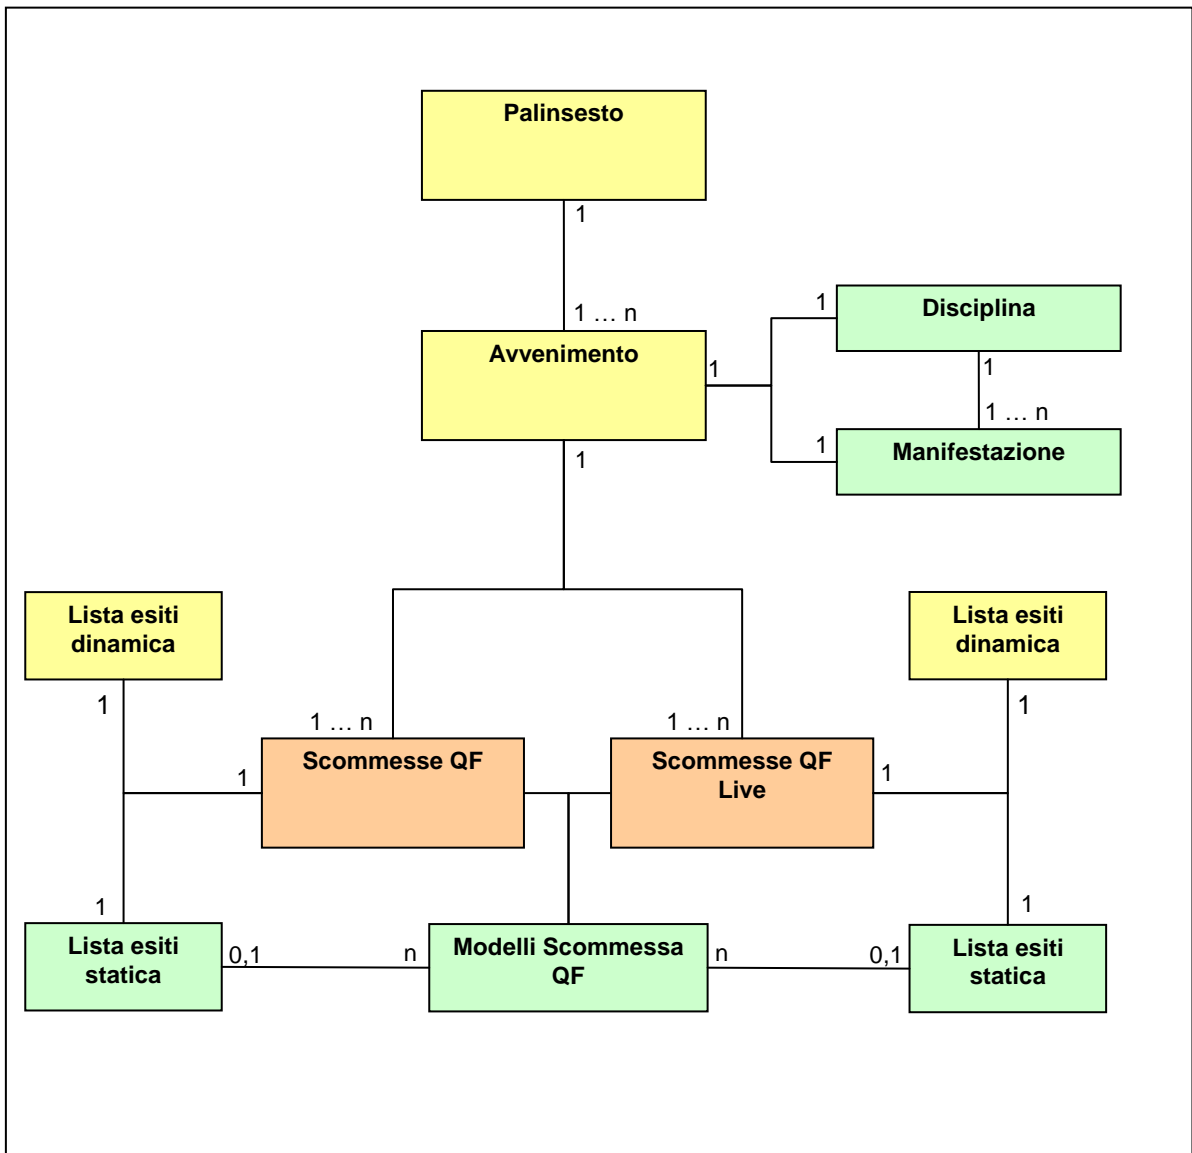 Palinsesto
1
1 … n
Avvenimento
1
1
Disciplina
1
1 … n
1
Manifestazione
1
Lista esiti
dinamica
1
Lista esiti
dinamica
1
1 … n
1 … n
Scommesse QF
1
Scommesse QF
Live
1
1
1
Lista esiti
statica
0,1
n
Modelli Scommessa
QF
n
0,1
Lista esiti
statica